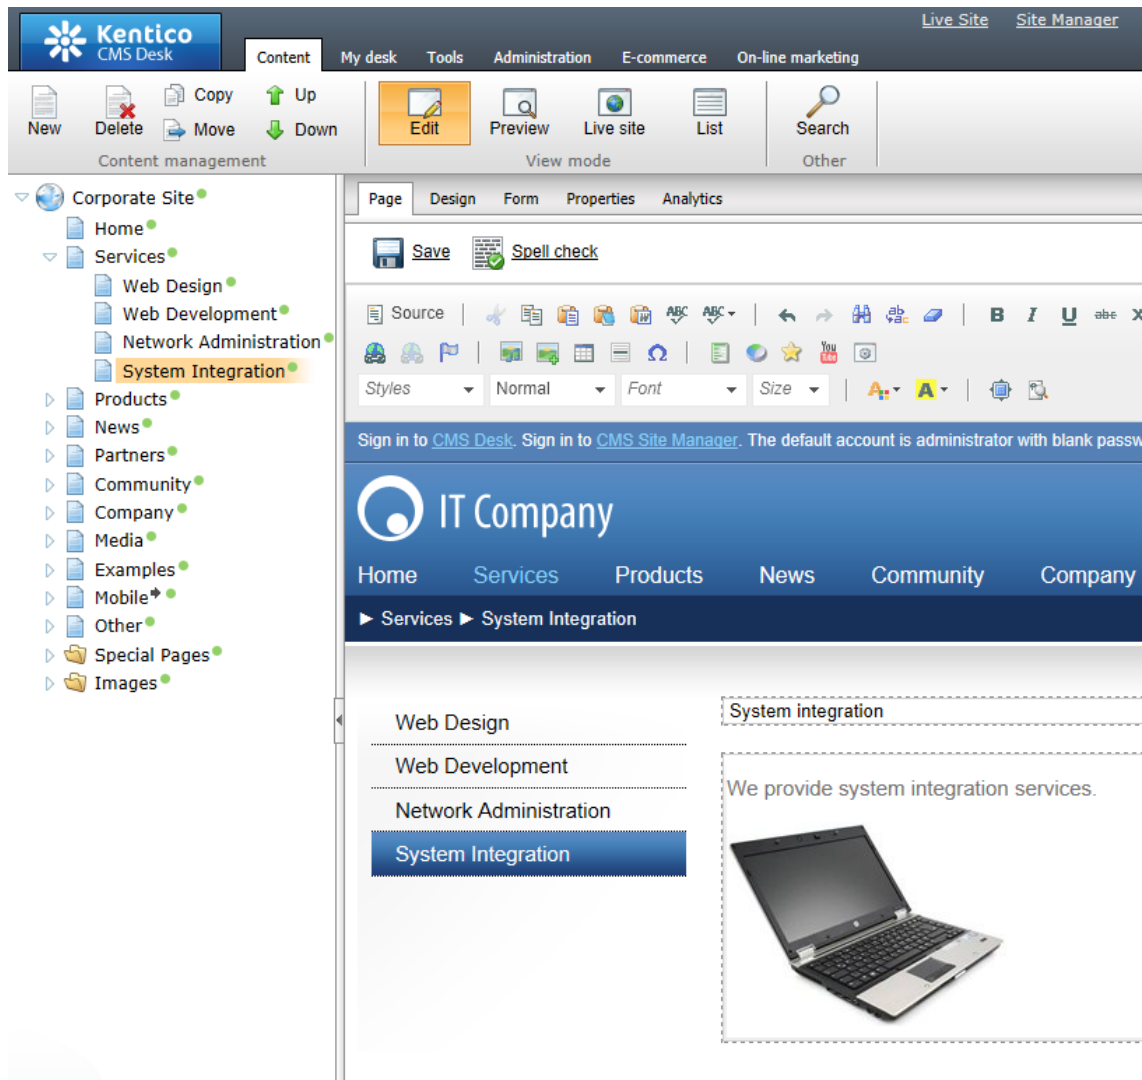 Live Site Site Manager
Kentico
CMS Desk
Content My desk Tools Administration E-commerce On-line marketing
New Delete Copy Move Up Down
Content management
Edit Preview Live site List
View mode
Search
Other
Corporate Site
Home
Services
Web Design
Web Development
Network Administration
System Integration
Products
News
Partners
Community
Company
Media
Examples
Mobile
Other
Special Pages
Images
Page Design Form Properties Analytics
Save Spell check
Source ABC ABC B I U abc X
You Tube
Styles Normal Font Size A A
Sign in to CMS Desk. Sign in to CMS Site Manager. The default account is administrator with blank passw
IT Company
Home Services Products News Community Company
► Services ► System Integration
Web Design
Web Development
Network Administration
System Integration
System integration
We provide system integration services.